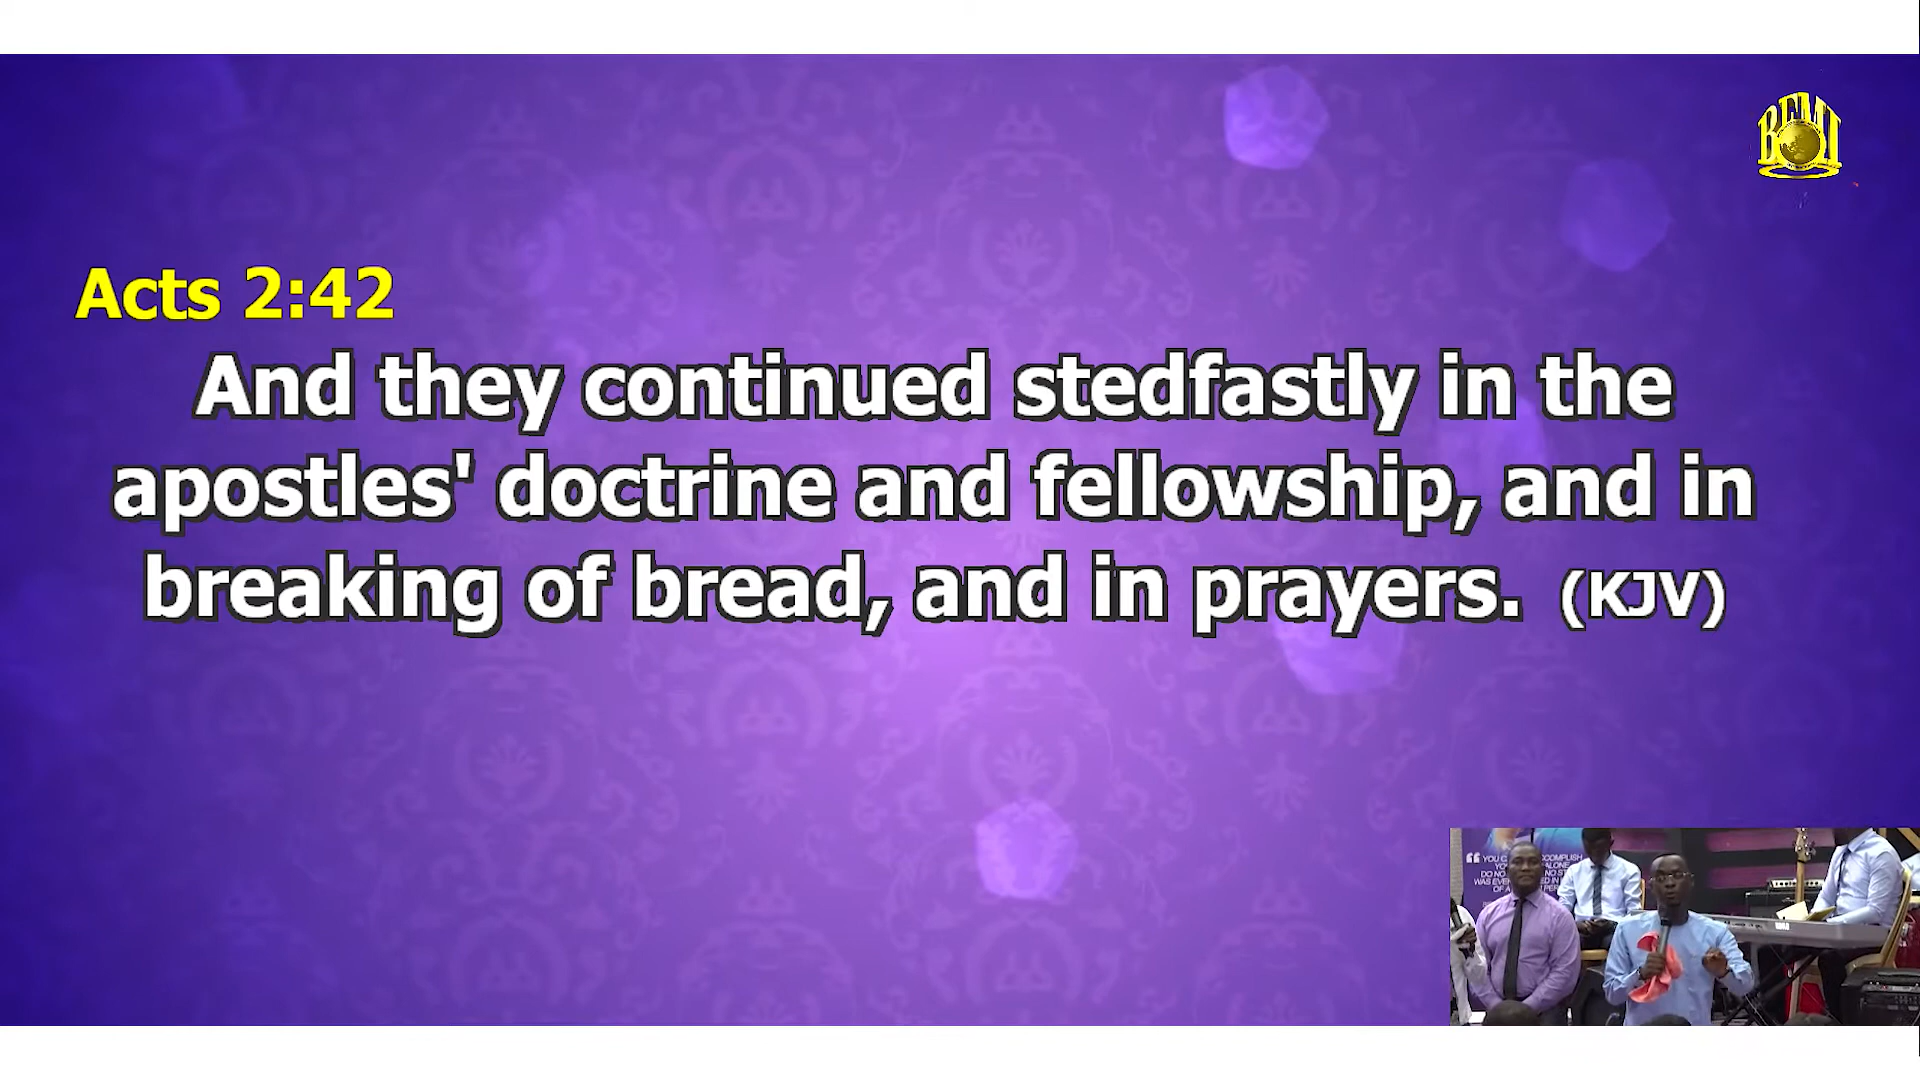 BFMI
Acts 2:42
And they continued stedfastly in the
apostles' doctrine and fellowship, and in
breaking of bread, and in prayers. (KJV)